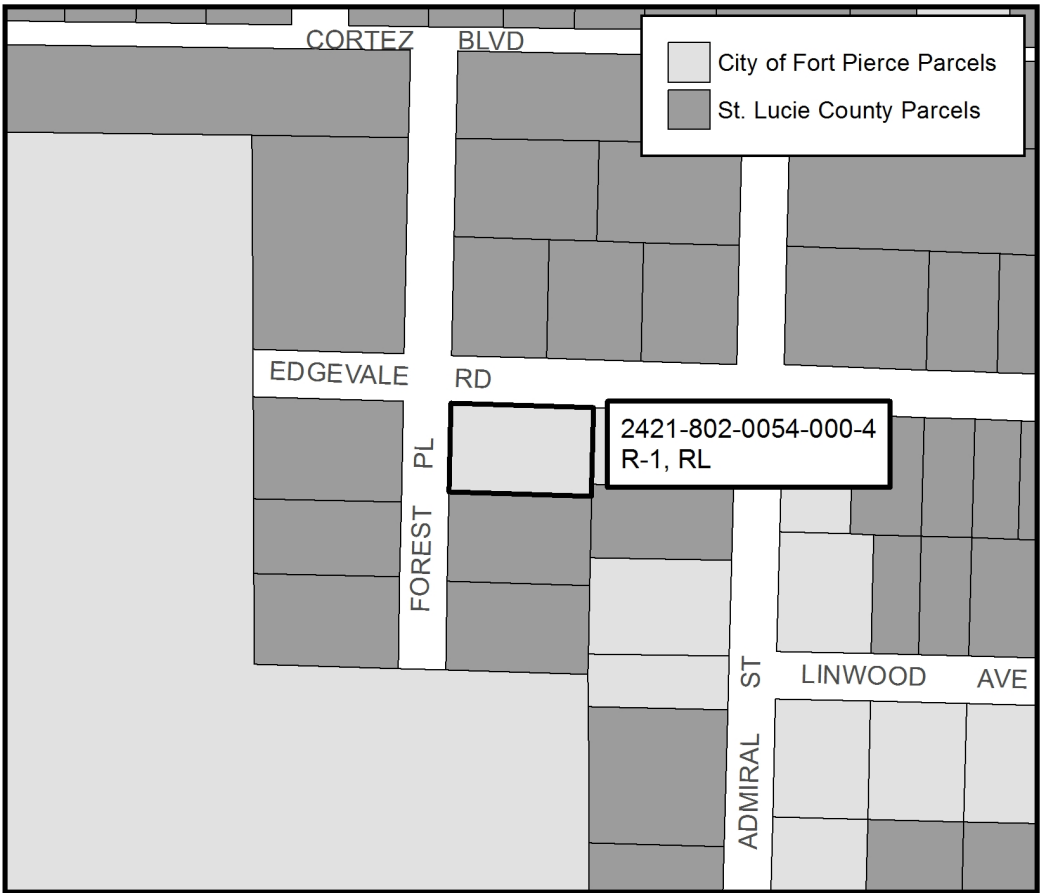 CORTEZ BLVD
City of Fort Pierce Parcels
St. Lucie County Parcels
EDGEVALE RD
2421-802-0054-000-4
R-1, RL
FOREST PL
LINWOOD AVE
ADMIRAL ST